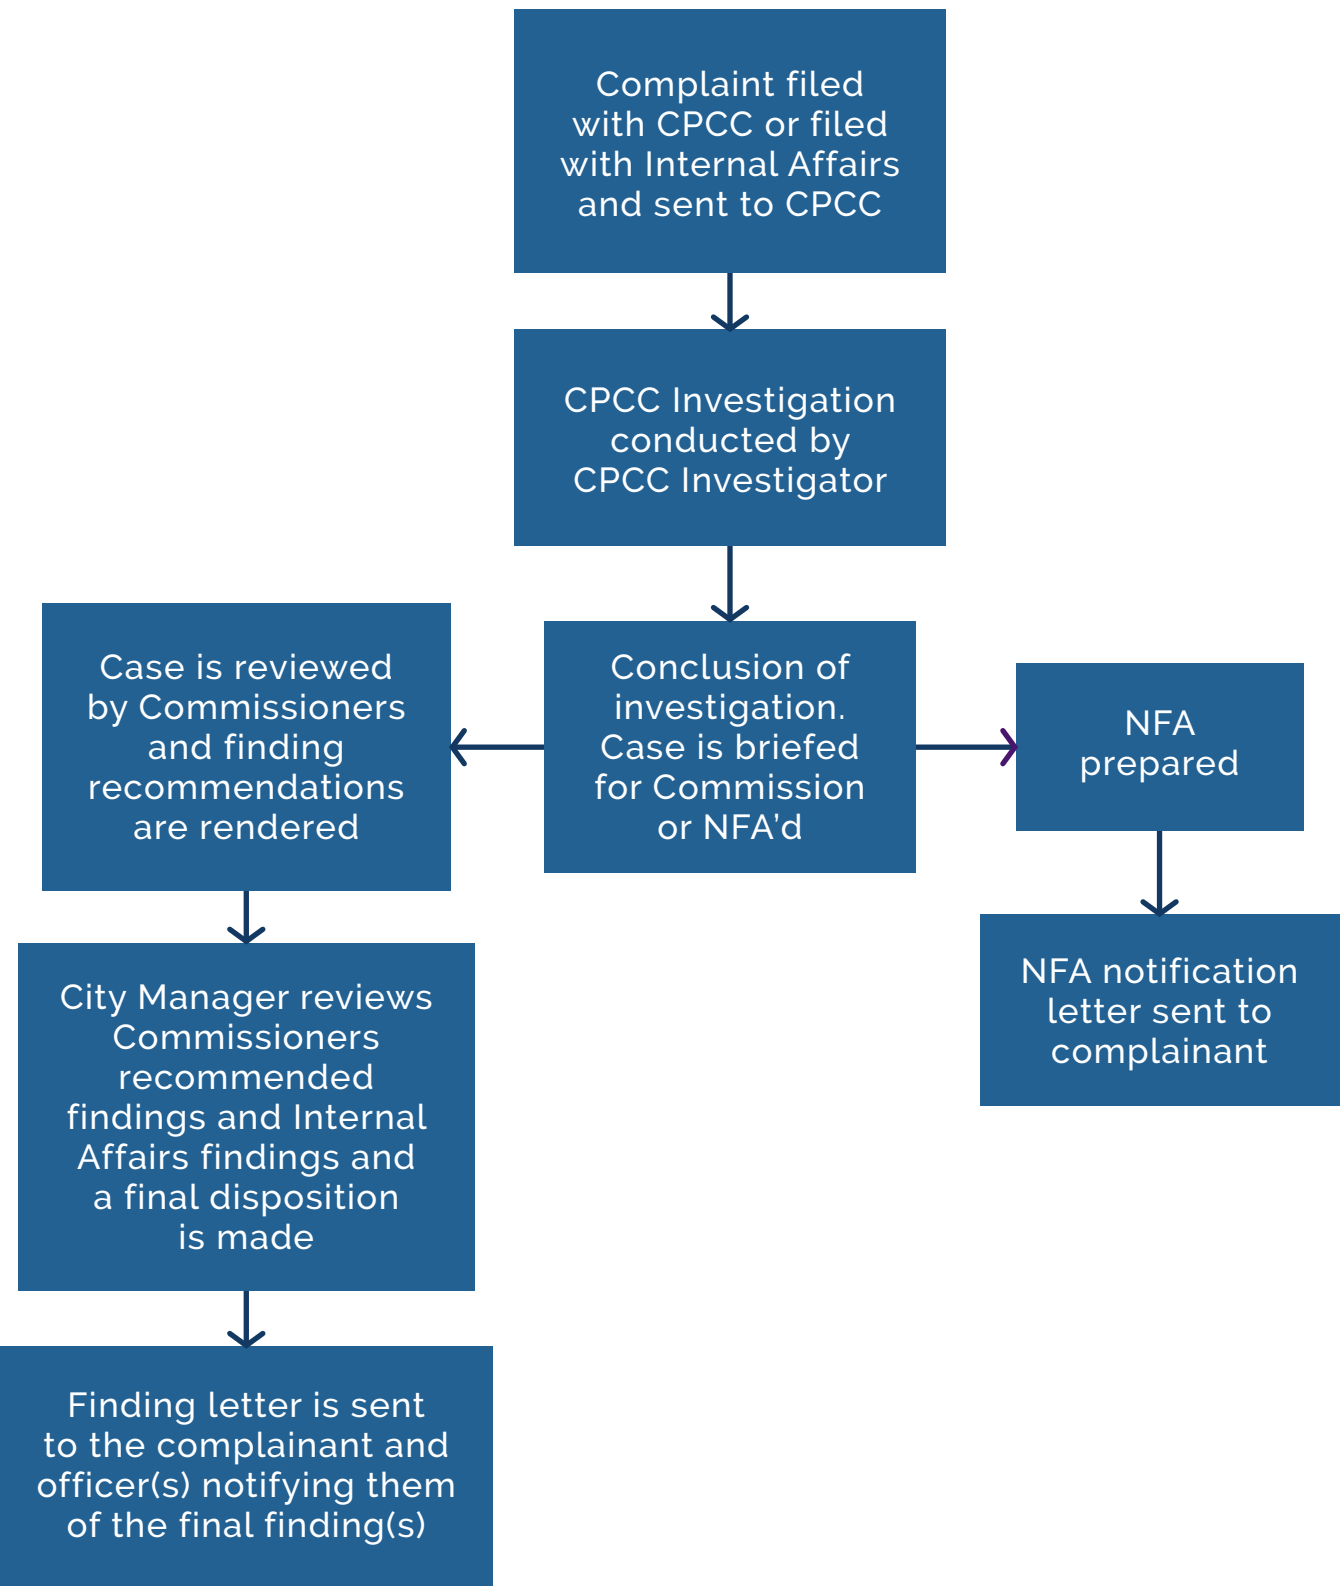 Complaint filed
with CPCC or filed
with Internal Affairs
and sent to CPCC
CPCC Investigation
conducted by
CPCC Investigator
Case is reviewed
by Commissioners
and finding
recommendations
are rendered
Conclusion of
investigation.
Case is briefed
for Commission
or NFA'd
NFA
prepared
City Manager reviews
Commissioners
recommended
findings and Internal
Affairs findings and
a final disposition
is made
NFA notification
letter sent to
complainant
Finding letter is sent
to the complainant and
officer(s) notifying them
of the final finding(s)